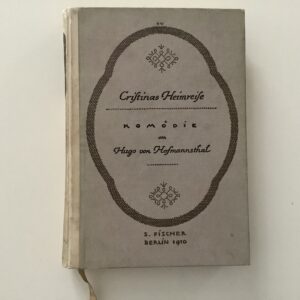 Cristinas Heimreise
KOMÖDIE
von
Hugo von Hofmannsthal
S. FISCHER
BERLIN 1910